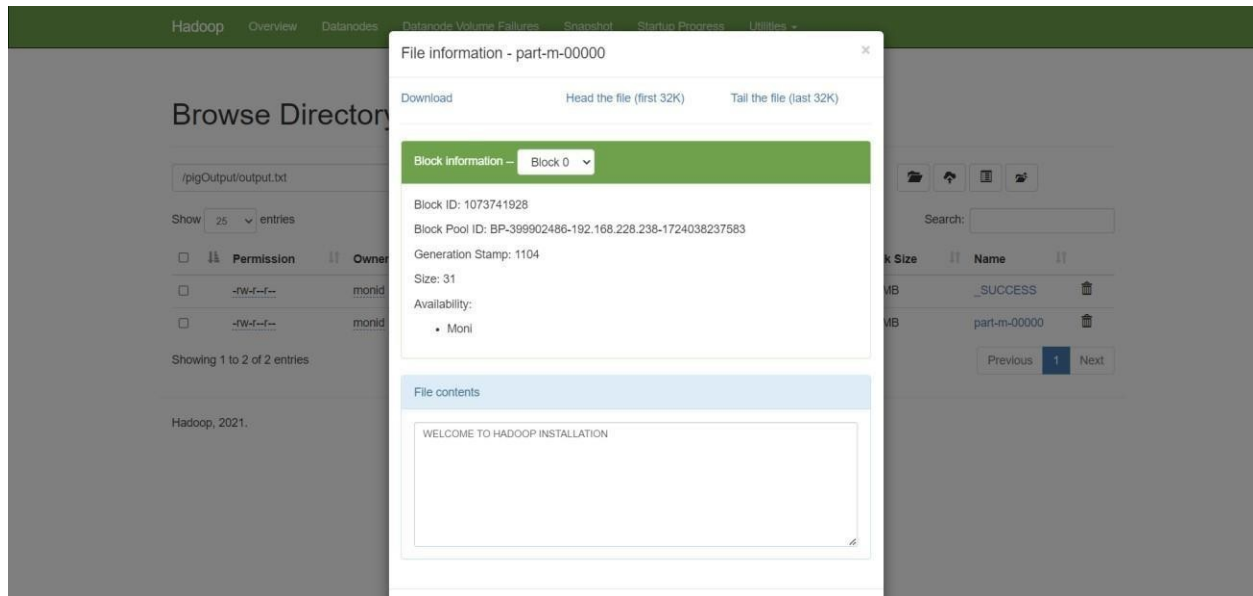 Hadoop Overview Datanodes Datanode Volume Failures Snapshot Startup Progress Utilities
File information - part-m-00000 ×
Download Head the file (first 32K) Tail the file (last 32K)
Browse Directory
Block information -- Block 0
/pigOutput/output.txt
Block ID: 1073741928
Show 25 entries Search:
Block Pool ID: BP-399902486-192.168.228.238-1724038237583
Generation Stamp: 1104
Permission Owner k Size Name
Size: 31
-rw-r--r-- monid MB _SUCCESS
Availability:
-rw-r--r-- monid MB part-m-00000
• Moni
Showing 1 to 2 of 2 entries Previous 1 Next
File contents
Hadoop, 2021.
WELCOME TO HADOOP INSTALLATION